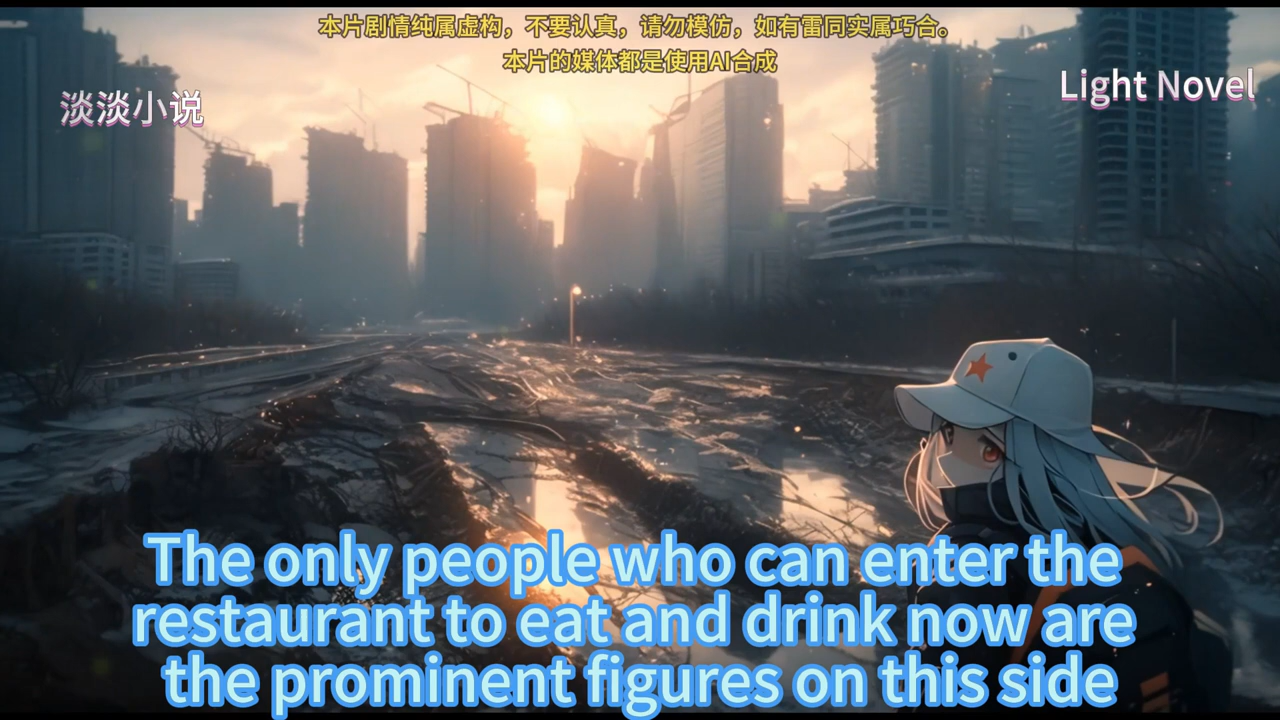 本片剧情纯属虚构，不要认真，请勿模仿，如有雷同实属巧合。
本片的媒体都是使用AI合成
淡淡小说
Light Novel
The only people who can enter the
restaurant to eat and drink now are
the prominent figures on this side